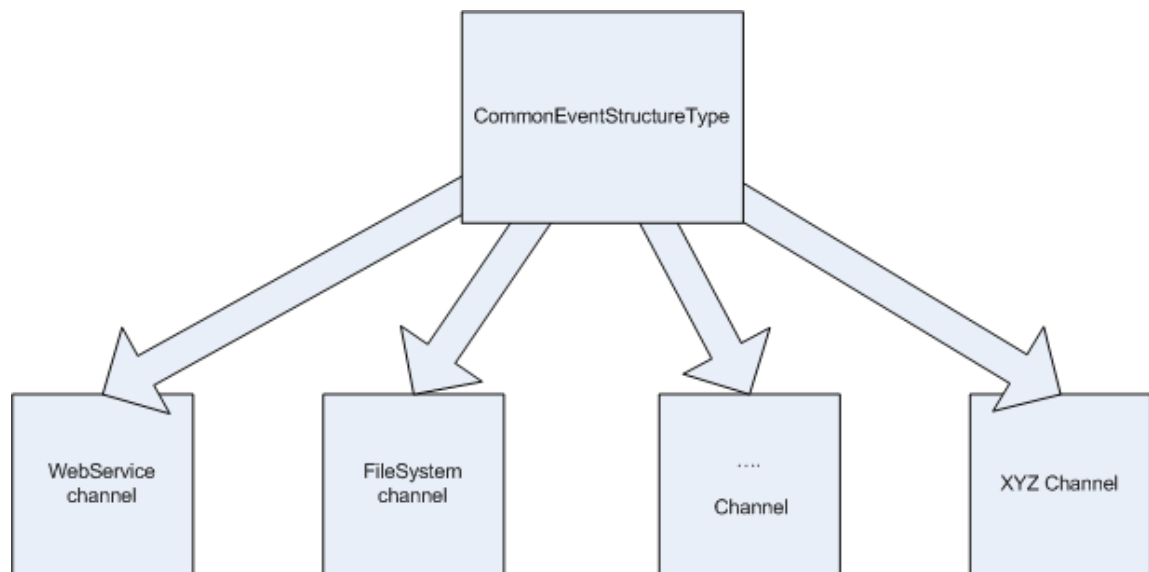 CommonEventStructureType
WebService
channel
FileSystem
channel
....
Channel
XYZ Channel